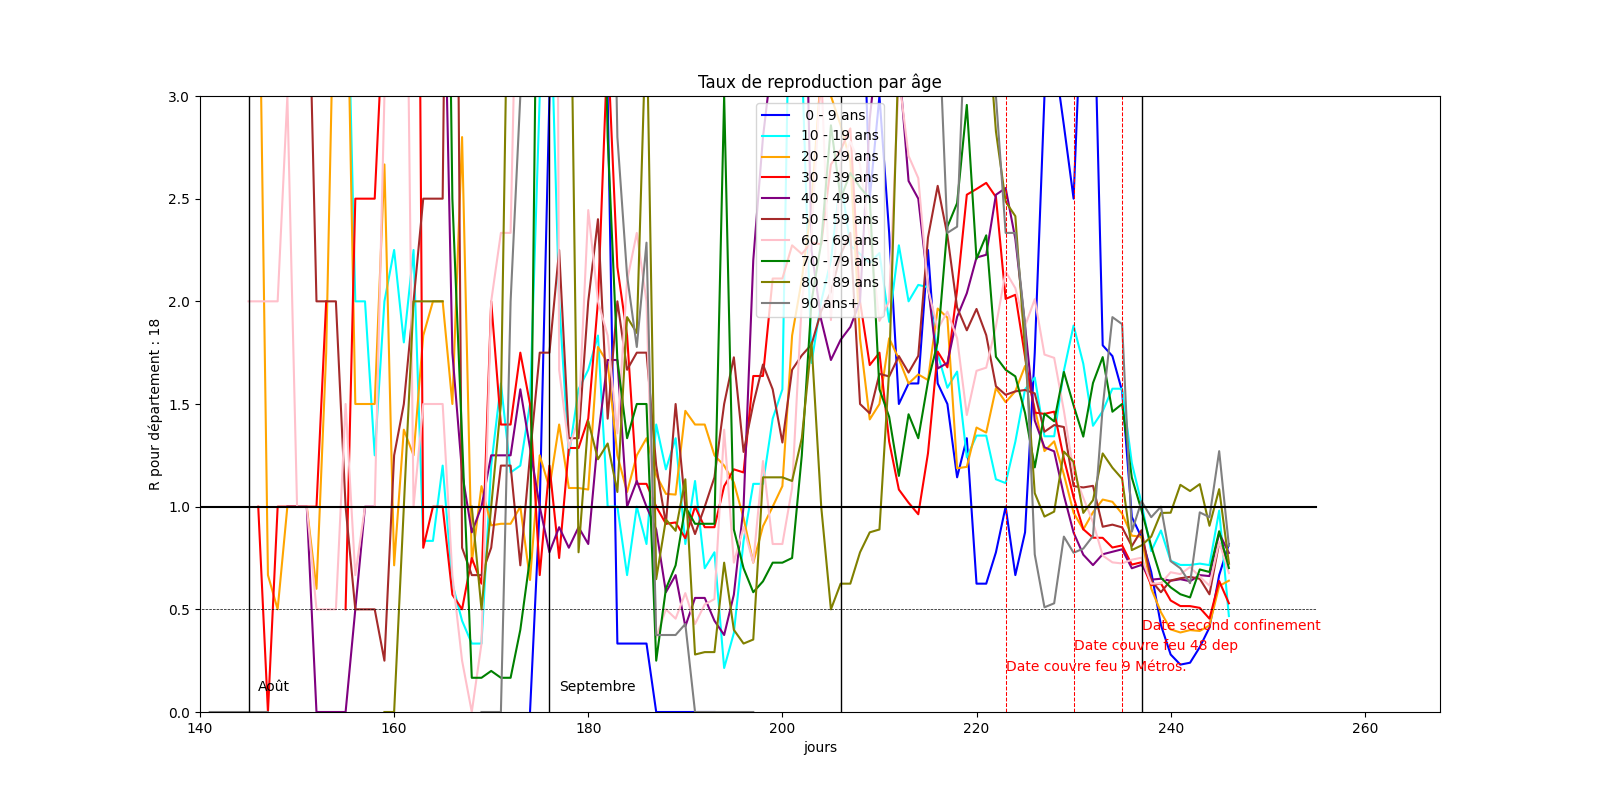 Taux de reproduction par âge
R pour département : 18
3.0
2.5
2.0
1.5
1.0
0.5
0.0
0 - 9 ans
10 - 19 ans
20 - 29 ans
30 - 39 ans
40 - 49 ans
50 - 59 ans
60 - 69 ans
70 - 79 ans
80 - 89 ans
90 ans+
Date second confinement
Date couvre feu 48 dep
Date couvre feu 9 Métros.
Août
Septembre
140 160 180 200 220 240 260
jours